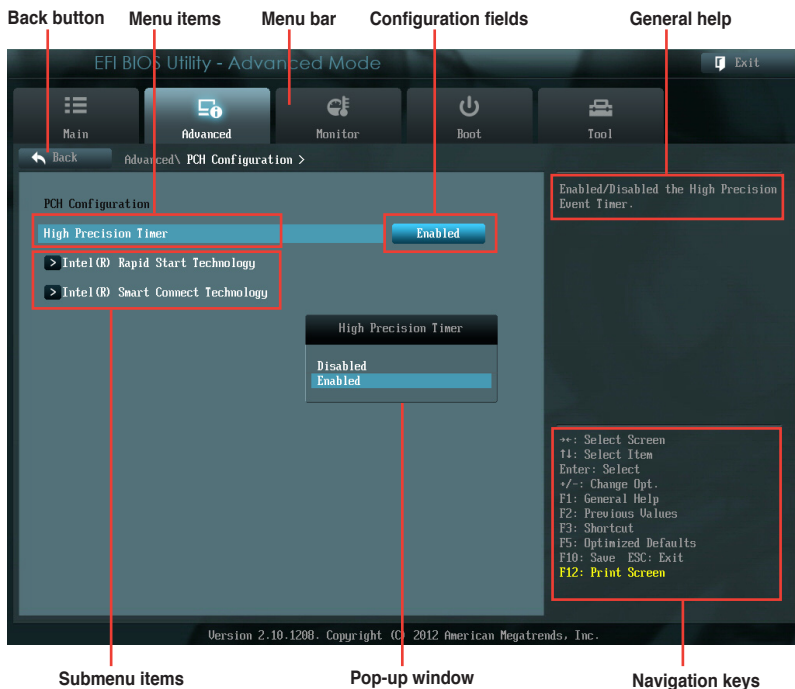 Back button Menu items Menu bar Configuration fields General help
EFI BIOS Utility - Advanced Mode
Exit
Main Advanced Monitor Boot Tool
Back Advanced\ PCH Configuration >
Enabled/Disabled the High Precision
Event Timer.
PCH Configuration
High Precision Timer Enabled
> Intel(R) Rapid Start Technology
> Intel(R) Smart Connect Technology
High Precision Timer
Disabled
Enabled
→←: Select Screen
↑↓: Select Item
Enter: Select
+/-: Change Opt.
F1: General Help
F2: Previous Values
F3: Shortcut
F5: Optimized Defaults
F10: Save ESC: Exit
F12: Print Screen
Version 2.10.1208. Copyright (C) 2012 American Megatrends, Inc.
Submenu items Pop-up window Navigation keys